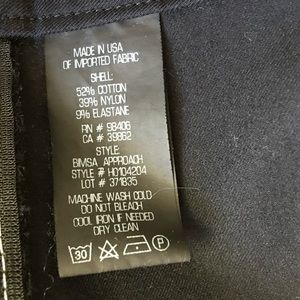 MADE IN USA
OF IMPORTED FABRIC
SHELL:
52% COTTON
39% NYLON
9% ELASTANE
RN # 98406
CA # 39862
STYLE:
BIMSA APPROACH
STYLE # H0104204
LOT # 371835
MACHINE WASH COLD
DO NOT BLEACH
COOL IRON IF NEEDED
DRY CLEAN
30 P